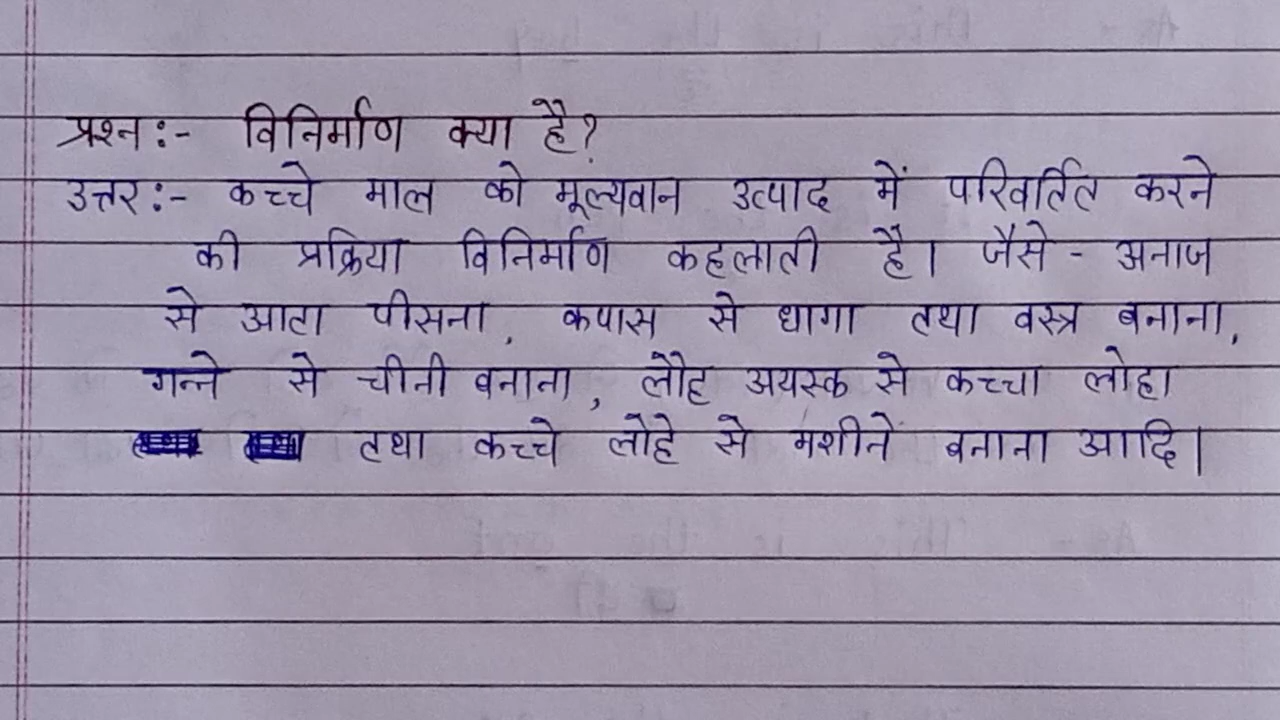 प्रश्न:- विनिर्माण क्या है?
उत्तर:- कच्चे माल को मूल्यवान उत्पाद में परिवर्तित करने
की प्रक्रिया विनिर्माण कहलाती है। जैसे - अनाज
से आटा पीसना, कपास से धागा तथा वस्त्र बनाना,
गन्ने से चीनी बनाना, लौह अयस्क से कच्चा लोहा
तथा कच्चे लोहे से मशीनें बनाना आदि।